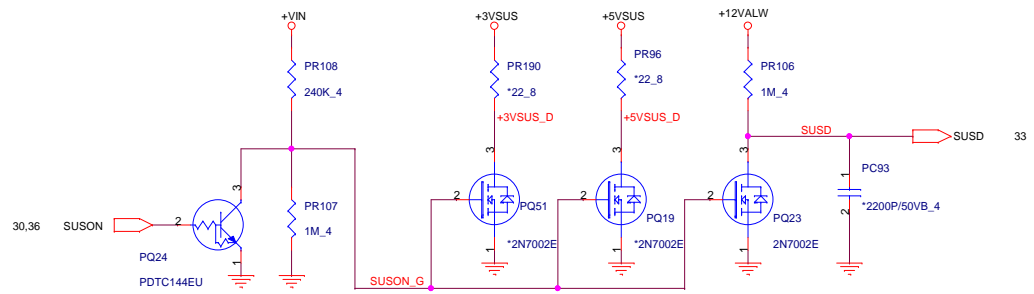 +VIN
+3VSUS
+5VSUS
+12VALW
PR108
240K_4
PR190
*22_8
PR96
*22_8
PR106
1M_4
+3VSUS_D
+5VSUS_D
SUSD
SUSD
33
3
3
3
3
1
PC93
2
*2200P/50VB_4
2
2
2
PR107
1M_4
PQ51
PQ19
PQ23
30,36
SUSON
2
1
1
1
1
*2N7002E
*2N7002E
2N7002E
PQ24
PDTC144EU
SUSON_G